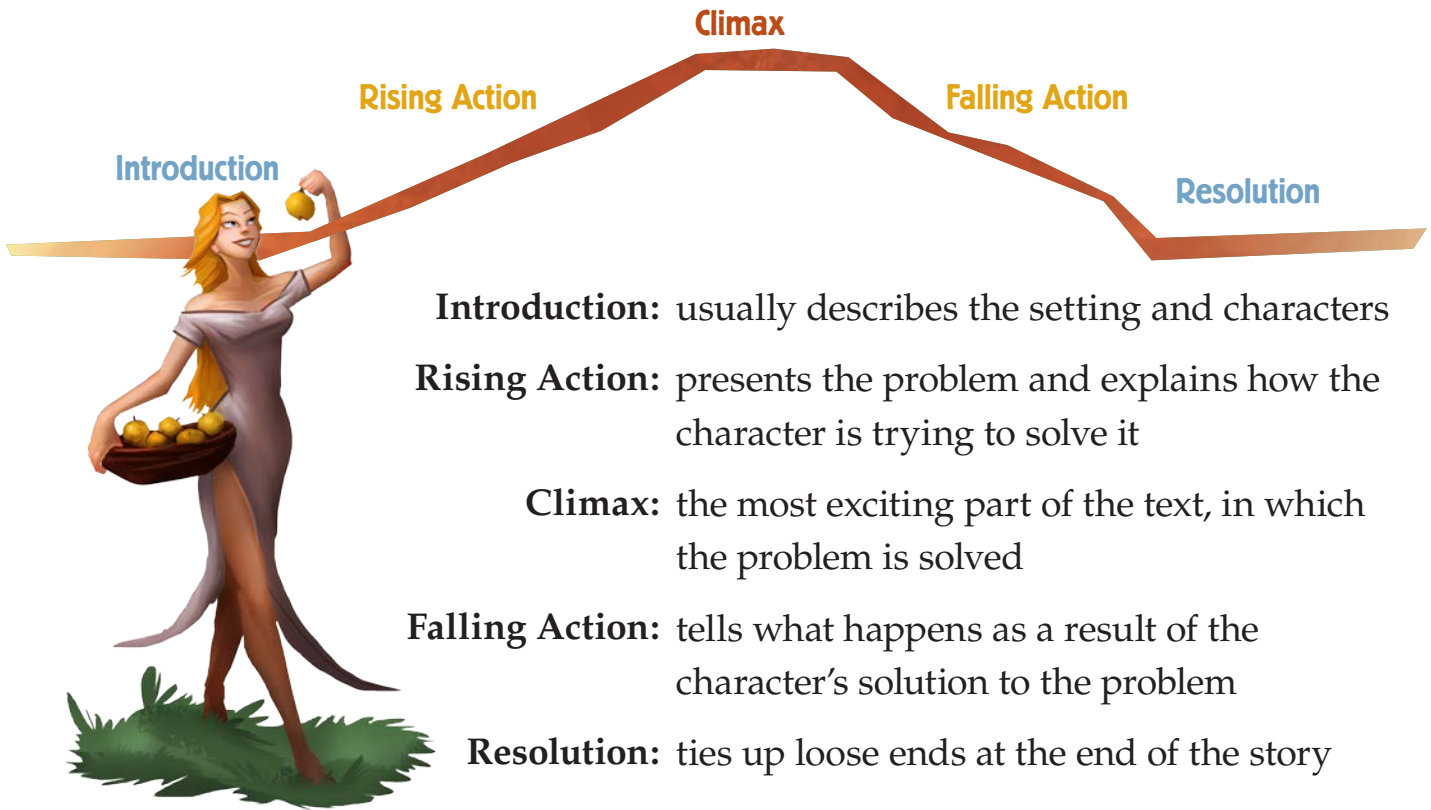 Climax
Rising Action
Falling Action
Introduction
Resolution
Introduction: usually describes the setting and characters
Rising Action: presents the problem and explains how the
character is trying to solve it
Climax: the most exciting part of the text, in which
the problem is solved
Falling Action: tells what happens as a result of the
character’s solution to the problem
Resolution: ties up loose ends at the end of the story